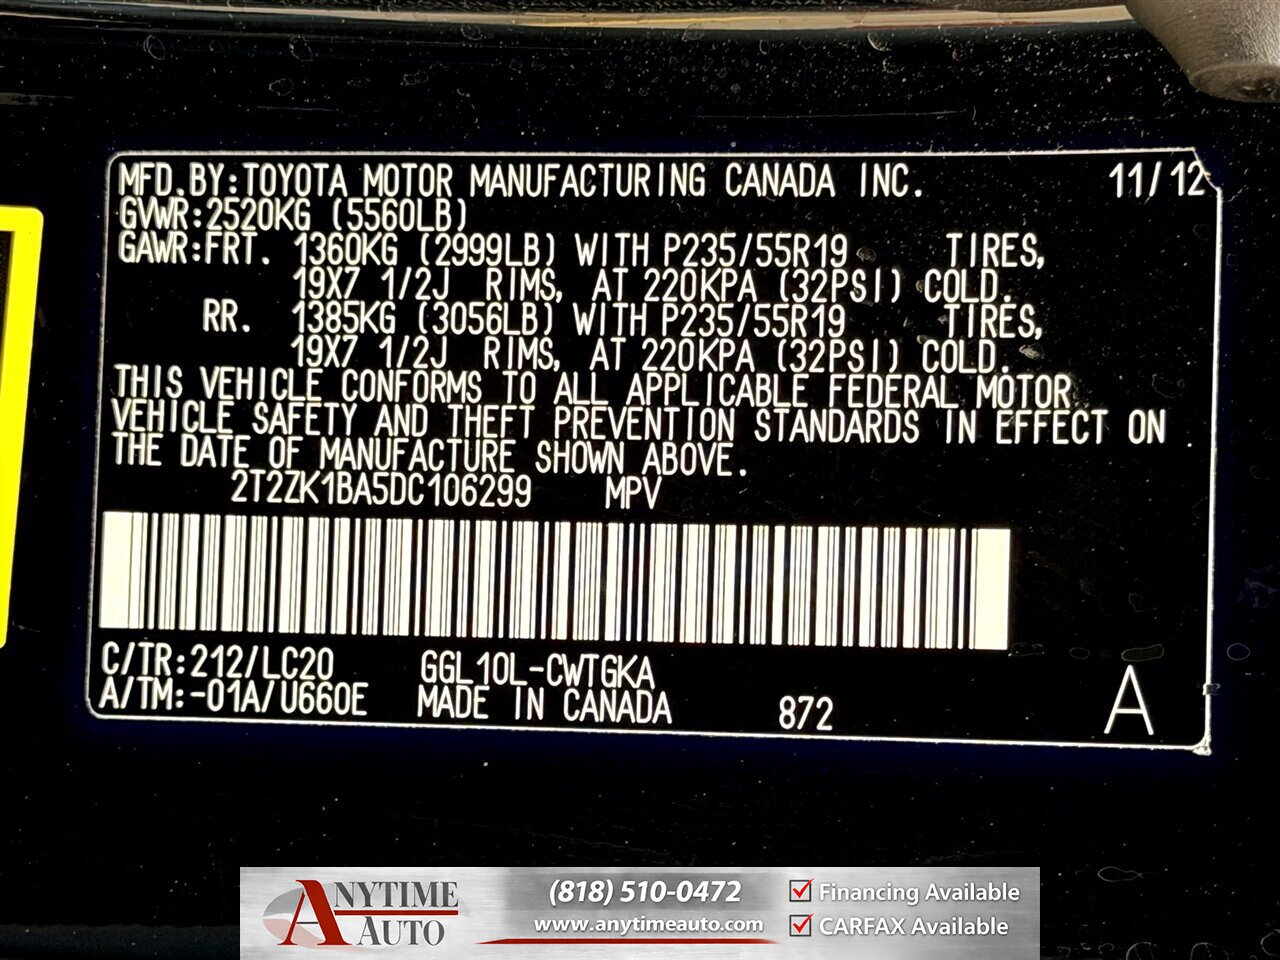 MFD.BY:TOYOTA MOTOR MANUFACTURING CANADA INC. 11/12
GVWR:2520KG (5560LB)
GAWR:FRT. 1360KG (2999LB) WITH P235/55R19 TIRES,
19X7 1/2J RIMS, AT 220KPA (32PSI) COLD.
RR. 1385KG (3056LB) WITH P235/55R19 TIRES,
19X7 1/2J RIMS, AT 220KPA (32PSI) COLD.
THIS VEHICLE CONFORMS TO ALL APPLICABLE FEDERAL MOTOR
VEHICLE SAFETY AND THEFT PREVENTION STANDARDS IN EFFECT ON
THE DATE OF MANUFACTURE SHOWN ABOVE.
2T2ZK1BA5DC106299 MPV
C/TR:212/LC20 GGL10L-CWTGKA
A/TM:-01A/U660E MADE IN CANADA 872 A
ANYTIME AUTO
(818) 510-0472
www.anytimeauto.com
Financing Available
CARFAX Available